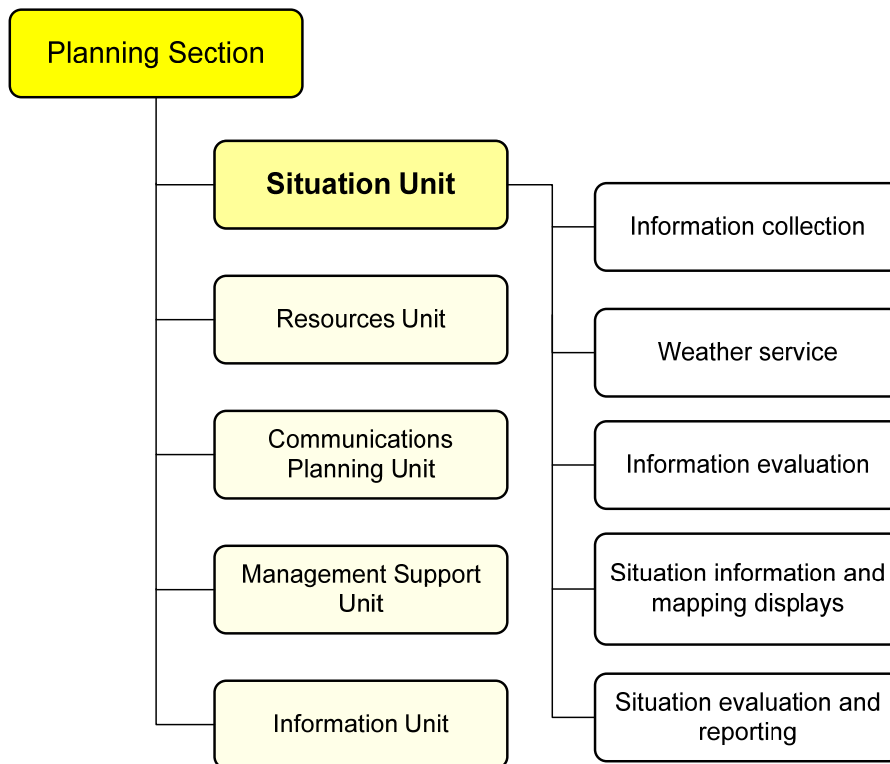 Planning Section
Situation Unit
Resources Unit
Communications
Planning Unit
Management Support
Unit
Information Unit
Information collection
Weather service
Information evaluation
Situation information and
mapping displays
Situation evaluation and
reporting